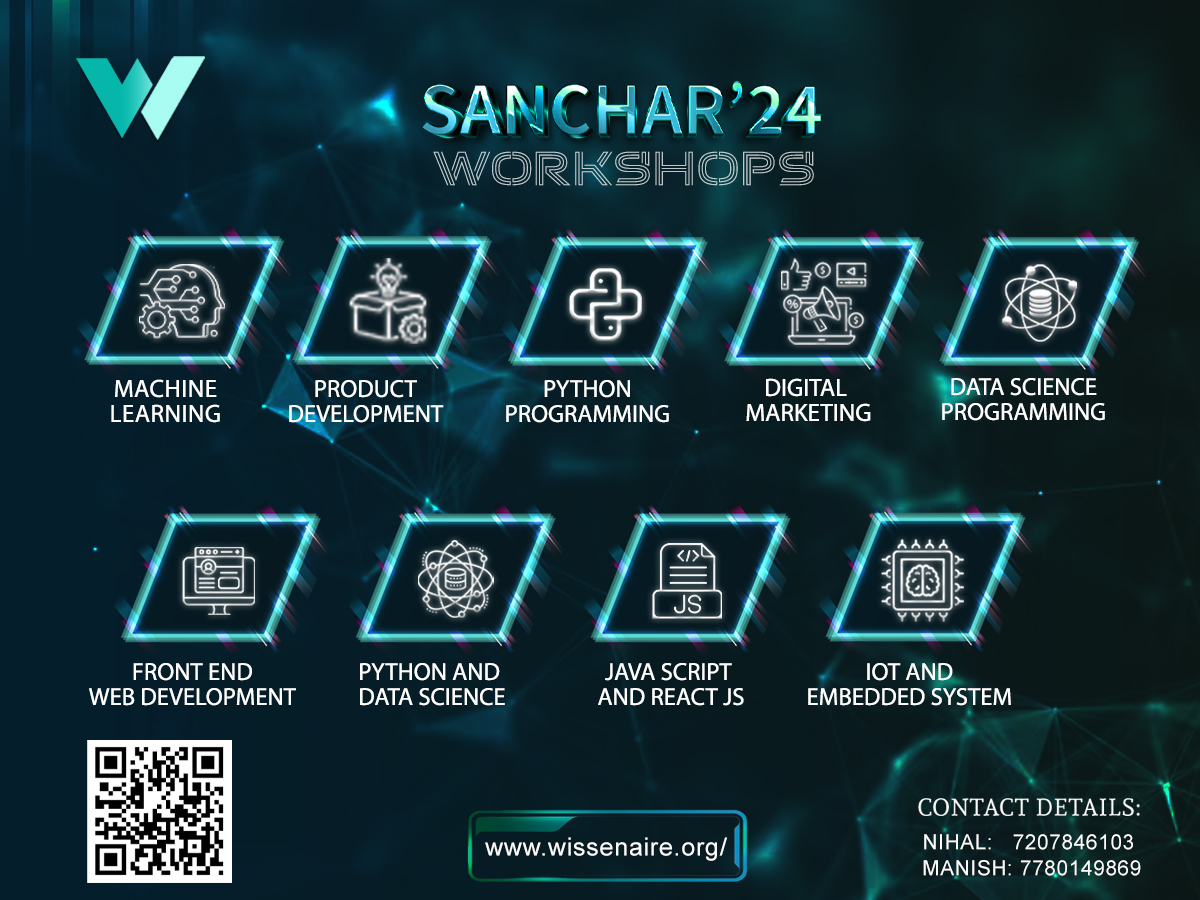 SANCHAR'24
WORKSHOPS
MACHINE
LEARNING
PRODUCT
DEVELOPMENT
PYTHON
PROGRAMMING
DIGITAL
MARKETING
DATA SCIENCE
PROGRAMMING
FRONT END
WEB DEVELOPMENT
PYTHON AND
DATA SCIENCE
JS
JAVA SCRIPT
AND REACT JS
IOT AND
EMBEDDED SYSTEM
www.wissenaire.org/
CONTACT DETAILS:
NIHAL: 7207846103
MANISH: 7780149869